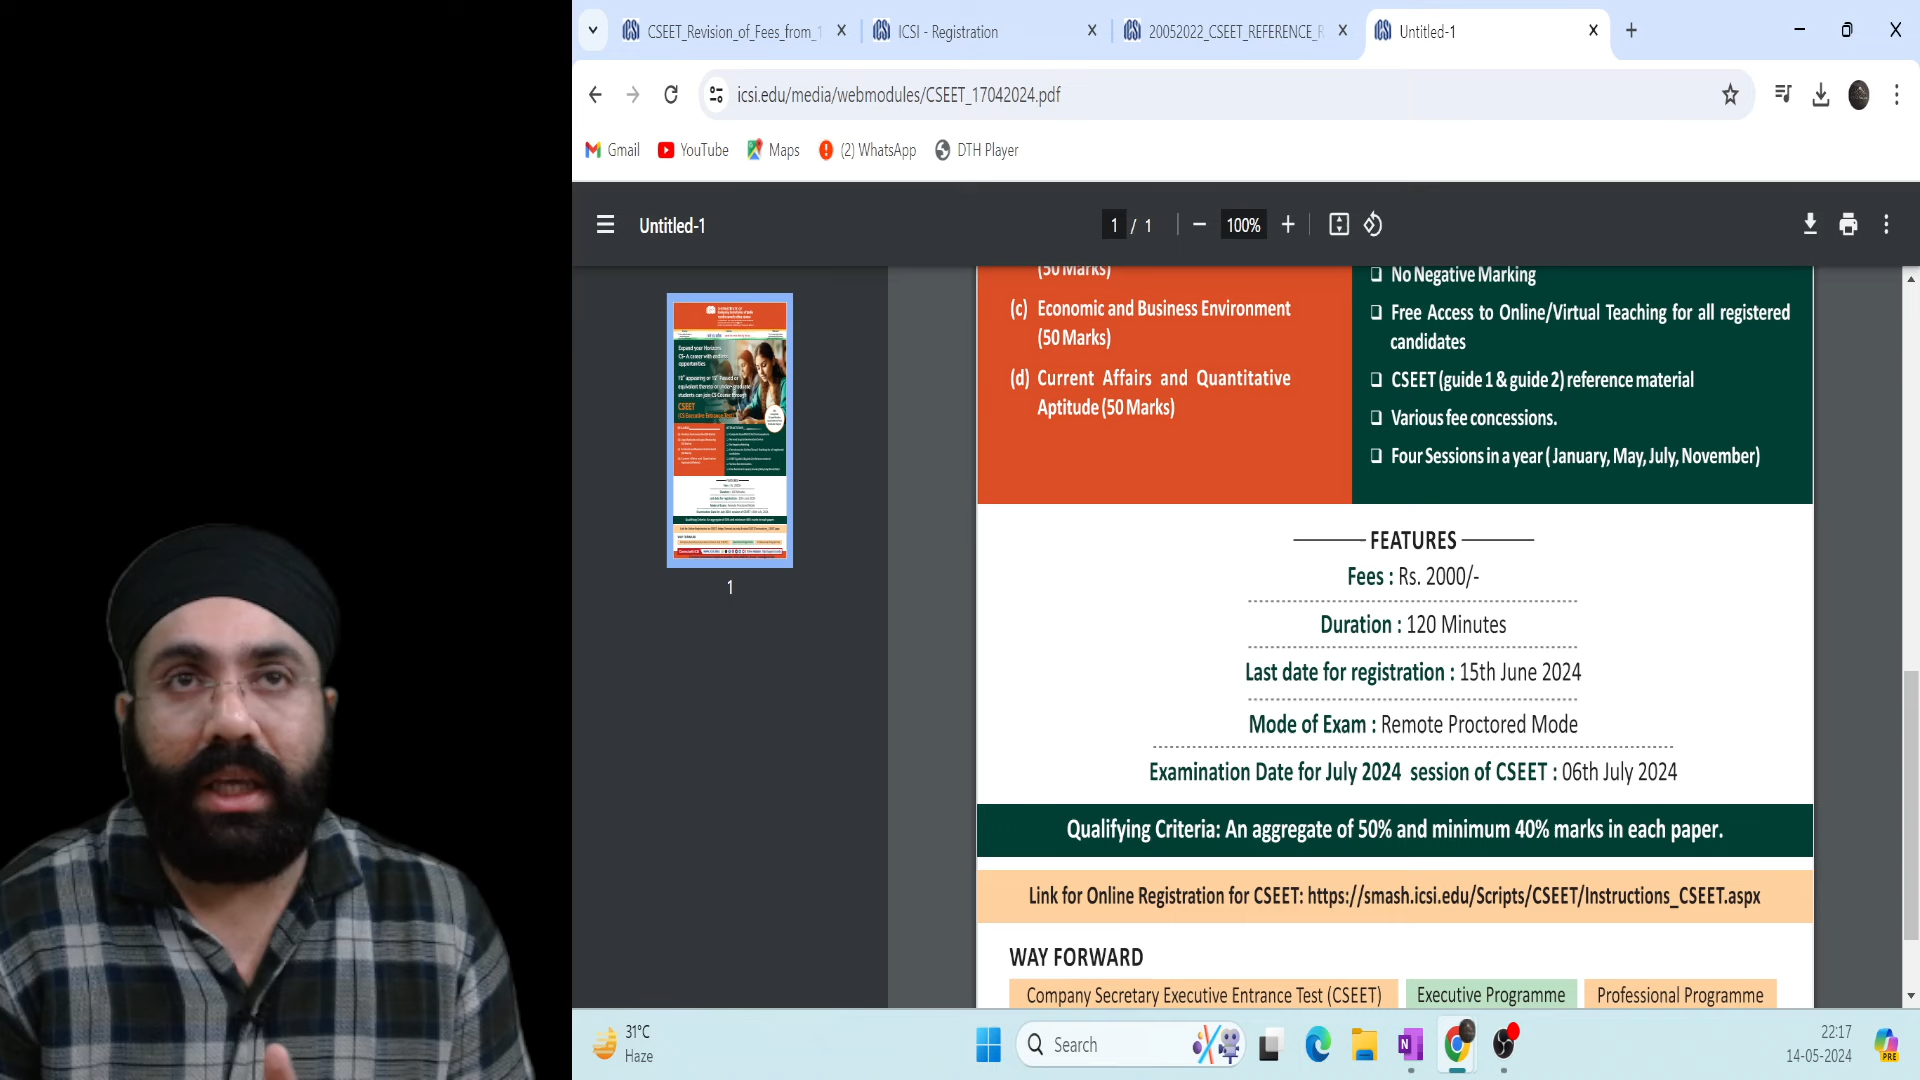 CSEET_Revision_of_Fees_from_1
ICSI - Registration
20052022_CSEET_REFERENCE_R
Untitled-1
icsi.edu/media/webmodules/CSEET_17042024.pdf
Gmail
YouTube
Maps
(2) WhatsApp
DTH Player
Untitled-1
1 / 1
100%
(50 Marks)
(c) Economic and Business Environment
(50 Marks)
(d) Current Affairs and Quantitative
Aptitude (50 Marks)
No Negative Marking
Free Access to Online/Virtual Teaching for all registered
candidates
CSEET (guide 1 & guide 2) reference material
Various fee concessions.
Four Sessions in a year ( January, May, July, November)
1
FEATURES
Fees : Rs. 2000/-
Duration : 120 Minutes
Last date for registration : 15th June 2024
Mode of Exam : Remote Proctored Mode
Examination Date for July 2024 session of CSEET : 06th July 2024
Qualifying Criteria: An aggregate of 50% and minimum 40% marks in each paper.
Link for Online Registration for CSEET: https://smash.icsi.edu/Scripts/CSEET/Instructions_CSEET.aspx
WAY FORWARD
Company Secretary Executive Entrance Test (CSEET)
Executive Programme
Professional Programme
31°C
Haze
Search
22:17
14-05-2024
PRE